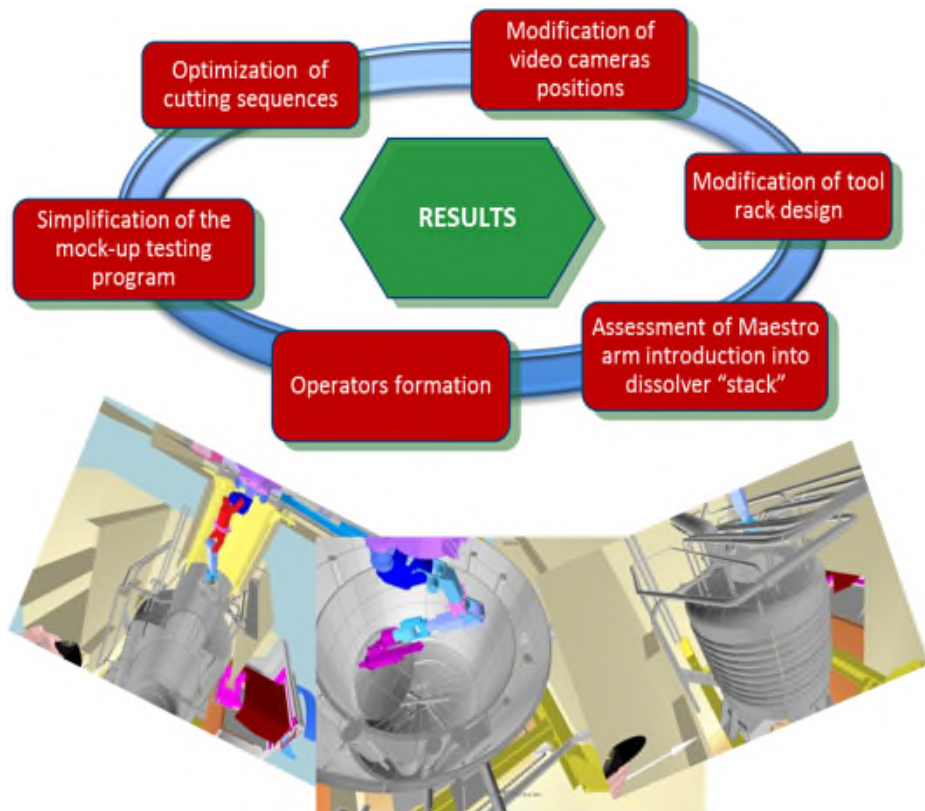 Modification of
video cameras
positions
Optimization of
cutting sequences
Modification of tool
rack design
RESULTS
Simplification of the
mock-up testing
program
Assessment of Maestro
arm introduction into
dissolver “stack”
Operators formation